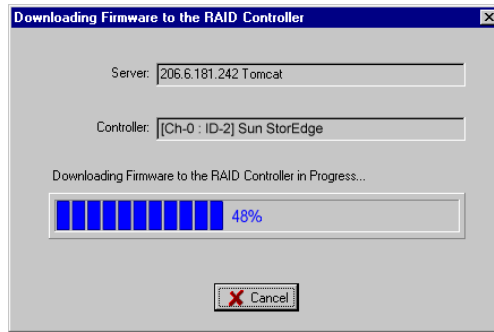 Downloading Firmware to the RAID Controller
Server: 206.6.181.242 Tomcat
Controller: [Ch-0 : ID-2] Sun StorEdge
Downloading Firmware to the RAID Controller in Progress...
48%
Cancel